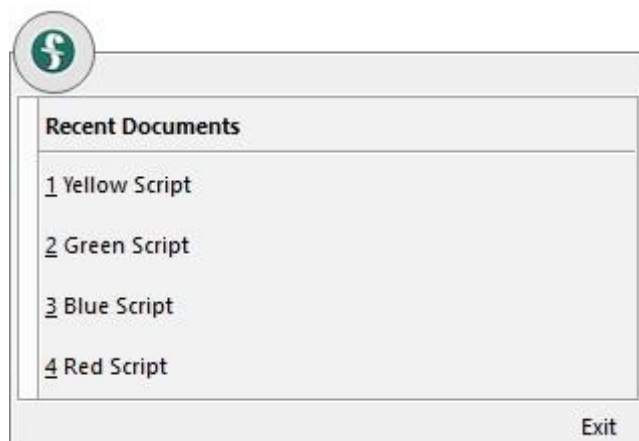 Recent Documents
1 Yellow Script
2 Green Script
3 Blue Script
4 Red Script
Exit